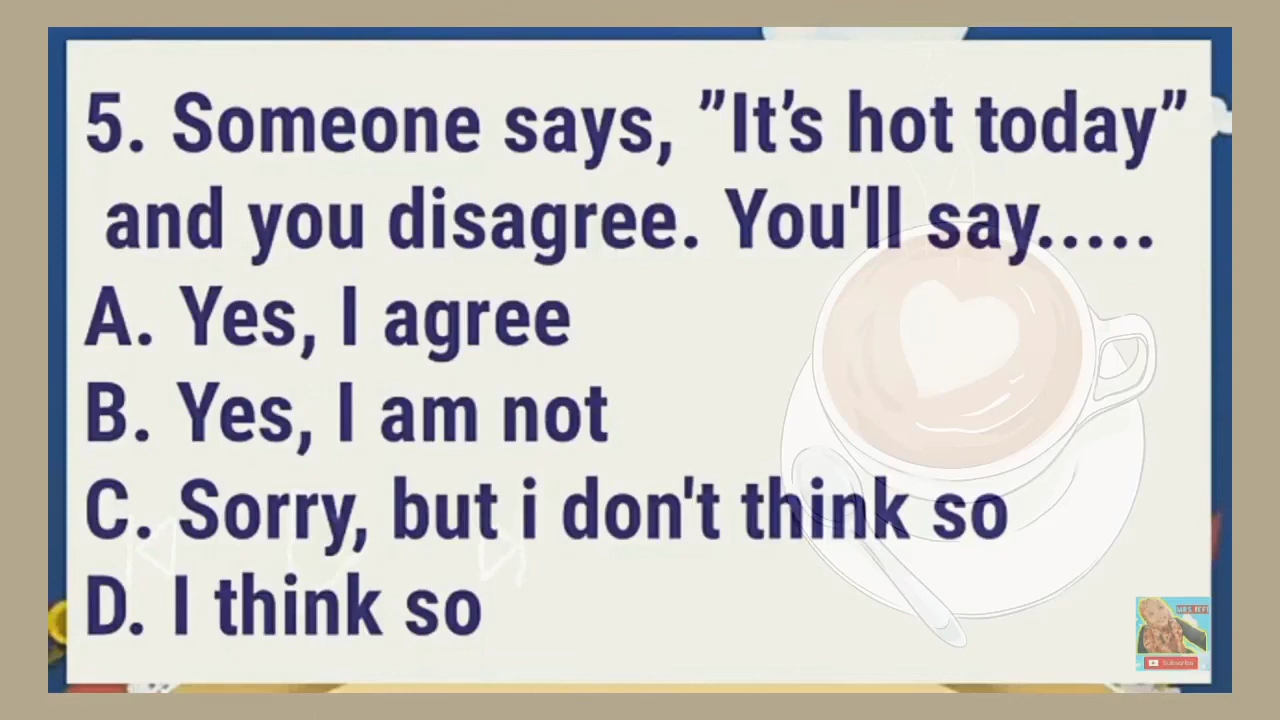 5. Someone says, ”It’s hot today”
and you disagree. You'll say.....
A. Yes, I agree
B. Yes, I am not
C. Sorry, but i don't think so
D. I think so
Subscribe